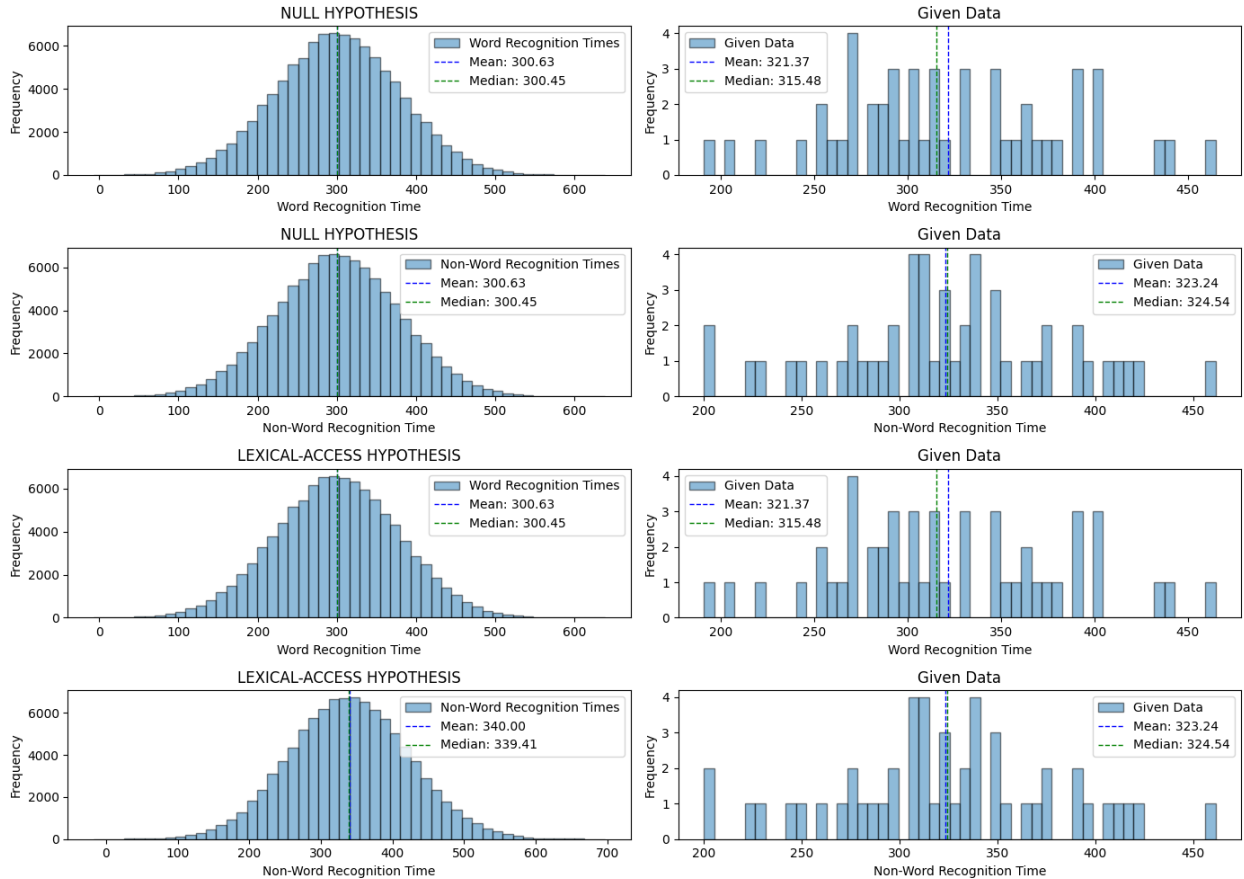 NULL HYPOTHESIS
Frequency
6000
4000
2000
0
Word Recognition Times
Mean: 300.63
Median: 300.45
0 100 200 300 400 500 600
Word Recognition Time
Given Data
Frequency
4
3
2
1
0
Given Data
Mean: 321.37
Median: 315.48
200 250 300 350 400 450
Word Recognition Time
NULL HYPOTHESIS
Frequency
6000
4000
2000
0
Non-Word Recognition Times
Mean: 300.63
Median: 300.45
0 100 200 300 400 500 600
Non-Word Recognition Time
Given Data
Frequency
4
3
2
1
0
Given Data
Mean: 323.24
Median: 324.54
200 250 300 350 400 450
Non-Word Recognition Time
LEXICAL-ACCESS HYPOTHESIS
Frequency
6000
4000
2000
0
Word Recognition Times
Mean: 300.63
Median: 300.45
0 100 200 300 400 500 600
Word Recognition Time
Given Data
Frequency
4
3
2
1
0
Given Data
Mean: 321.37
Median: 315.48
200 250 300 350 400 450
Word Recognition Time
LEXICAL-ACCESS HYPOTHESIS
Frequency
6000
4000
2000
0
Non-Word Recognition Times
Mean: 340.00
Median: 339.41
0 100 200 300 400 500 600 700
Non-Word Recognition Time
Given Data
Frequency
4
3
2
1
0
Given Data
Mean: 323.24
Median: 324.54
200 250 300 350 400 450
Non-Word Recognition Time